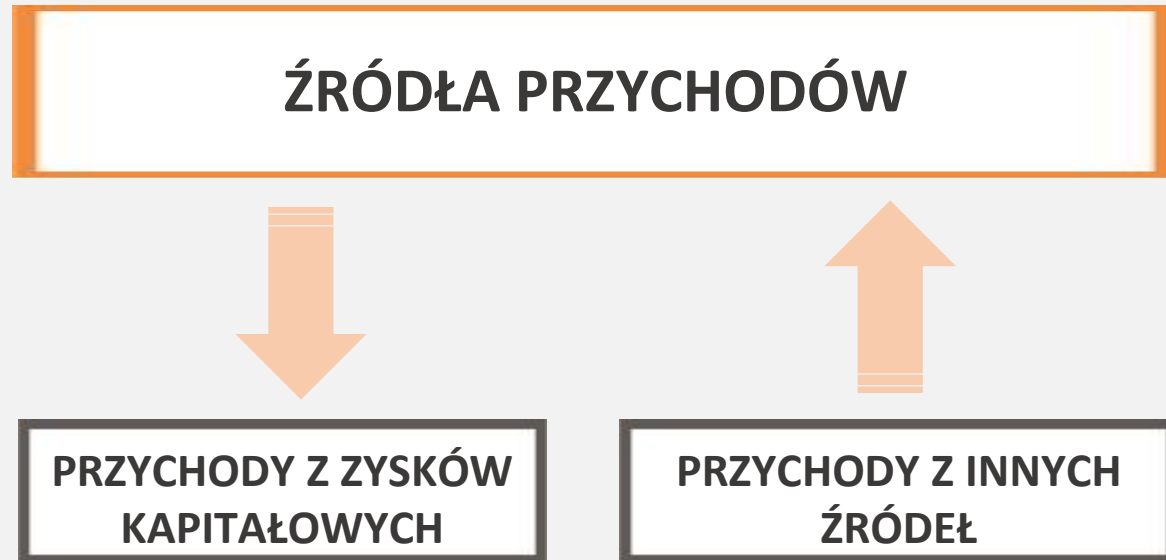 ŹRÓDŁA PRZYCHODÓW
PRZYCHODY Z ZYSKÓW
KAPITAŁOWYCH
PRZYCHODY Z INNYCH
ŹRÓDEŁ